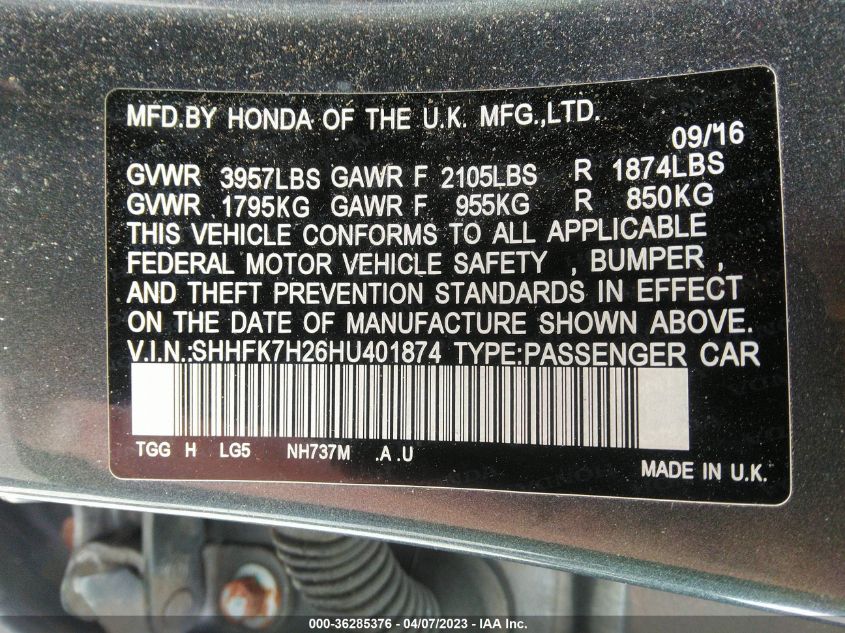 MFD.BY HONDA OF THE U.K. MFG.,LTD.
09/16
GVWR 3957LBS GAWR F 2105LBS R 1874LBS
GVWR 1795KG GAWR F 955KG R 850KG
THIS VEHICLE CONFORMS TO ALL APPLICABLE
FEDERAL MOTOR VEHICLE SAFETY , BUMPER ,
AND THEFT PREVENTION STANDARDS IN EFFECT
ON THE DATE OF MANUFACTURE SHOWN ABOVE.
V.I.N.:SHHFK7H26HU401874 TYPE:PASSENGER CAR
TGG H LG5 NH737M .A .U
MADE IN U.K.
000-36285376 - 04/07/2023 - IAA Inc.